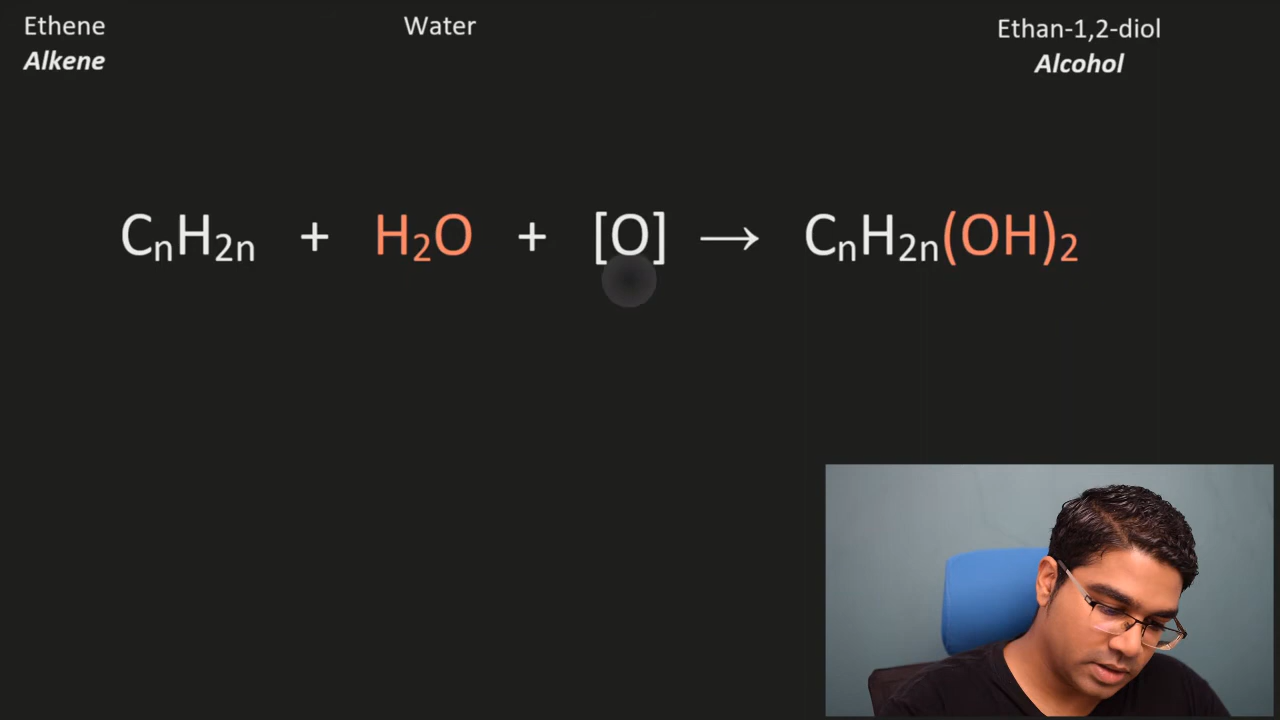 Ethene Water Ethan-1,2-diol
Alkene Alcohol
CₙH₂ₙ + H₂O + [O] → CₙH₂ₙ(OH)₂